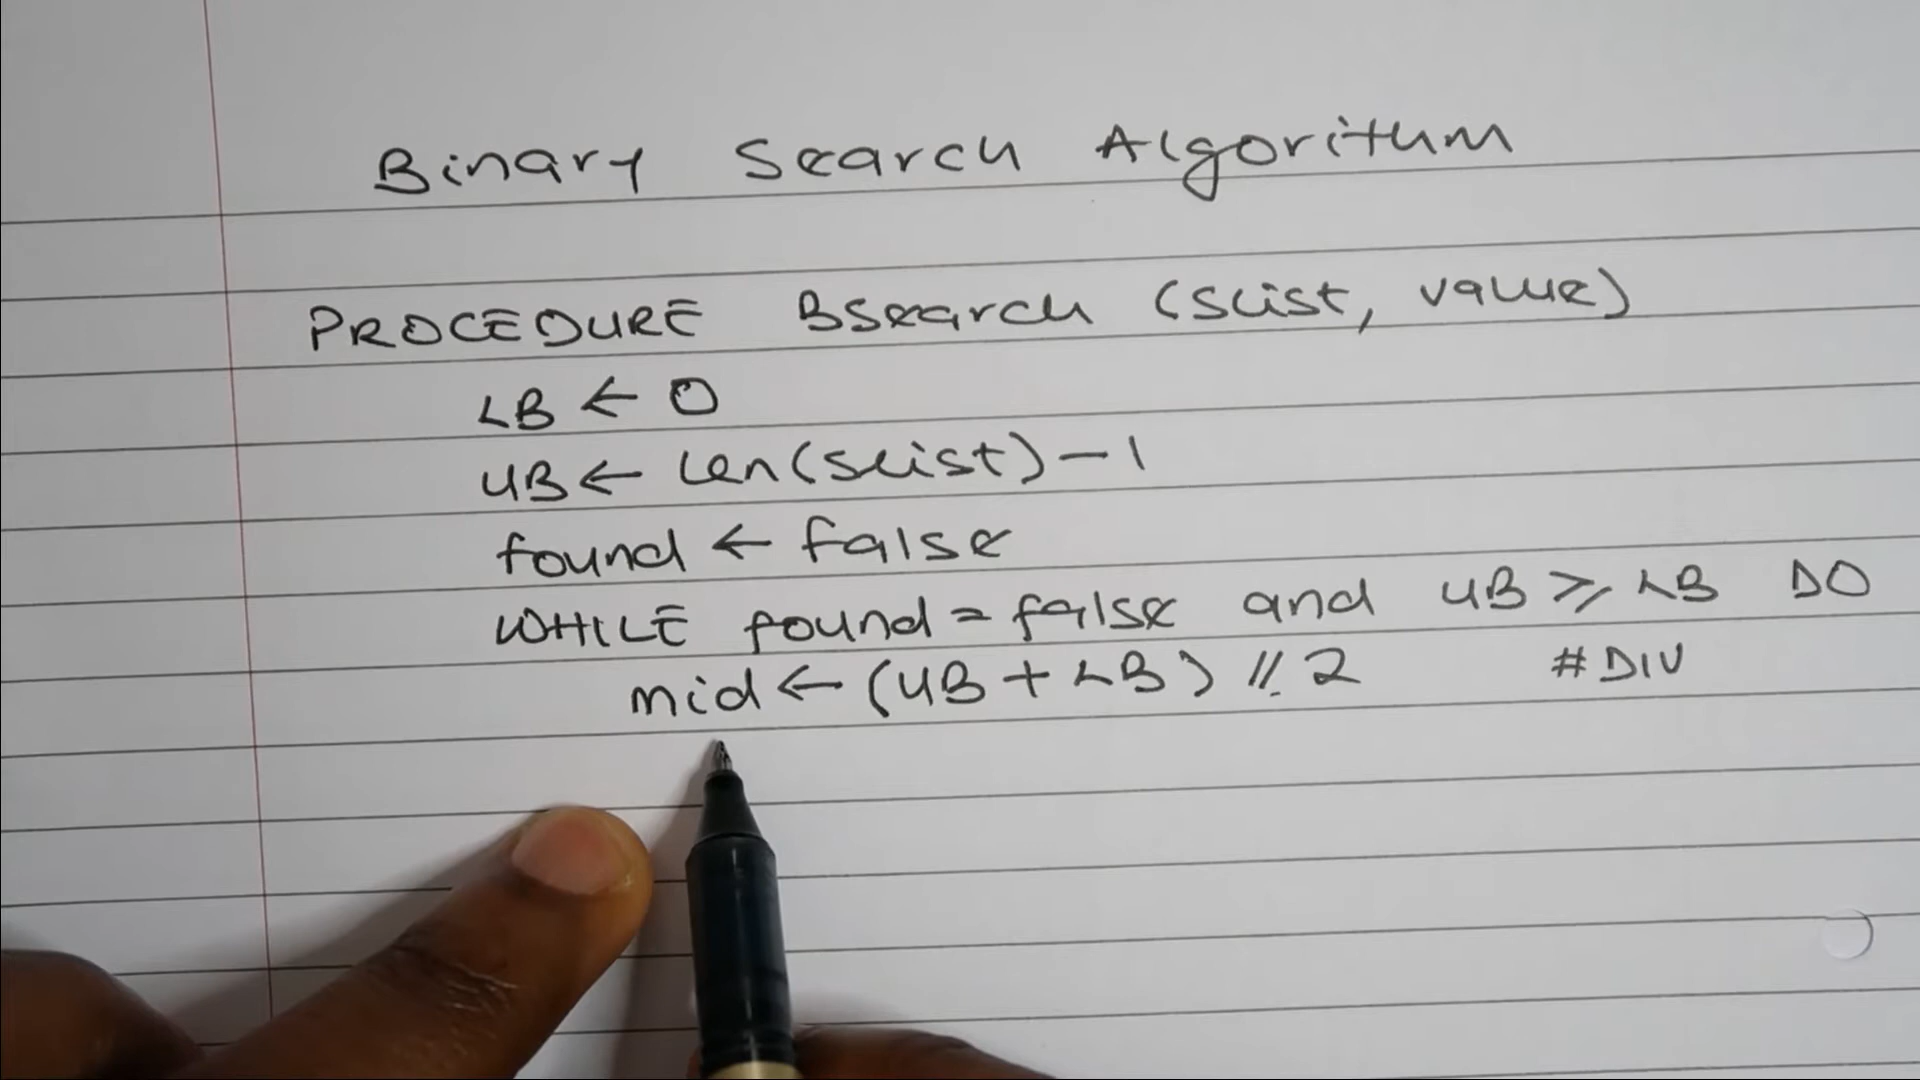 Binary Search Algorithm
PROCEDURE Bsearch (slist, value)
LB ← 0
UB ← len(slist) - 1
found ← false
WHILE found = false and UB ≥ LB DO
mid ← (UB + LB) // 2 #DIV